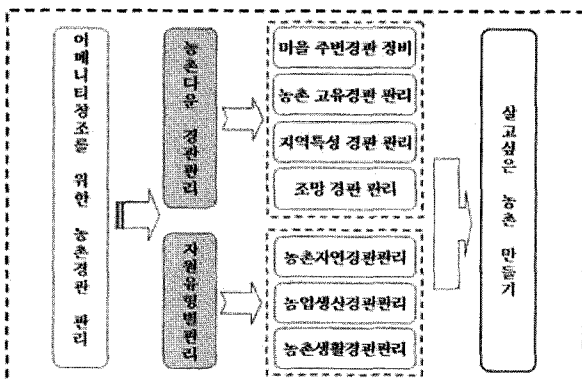 어메니티창조를 위한 농촌경관 관리
농촌다운 경관관리
마을 주변경관 정비
농촌 고유경관 관리
지역특성 경관 관리
조망 경관 관리
자원유형별관리
농촌자연경관관리
농업생산경관관리
농촌생활경관관리
살고싶은 농촌 만들기